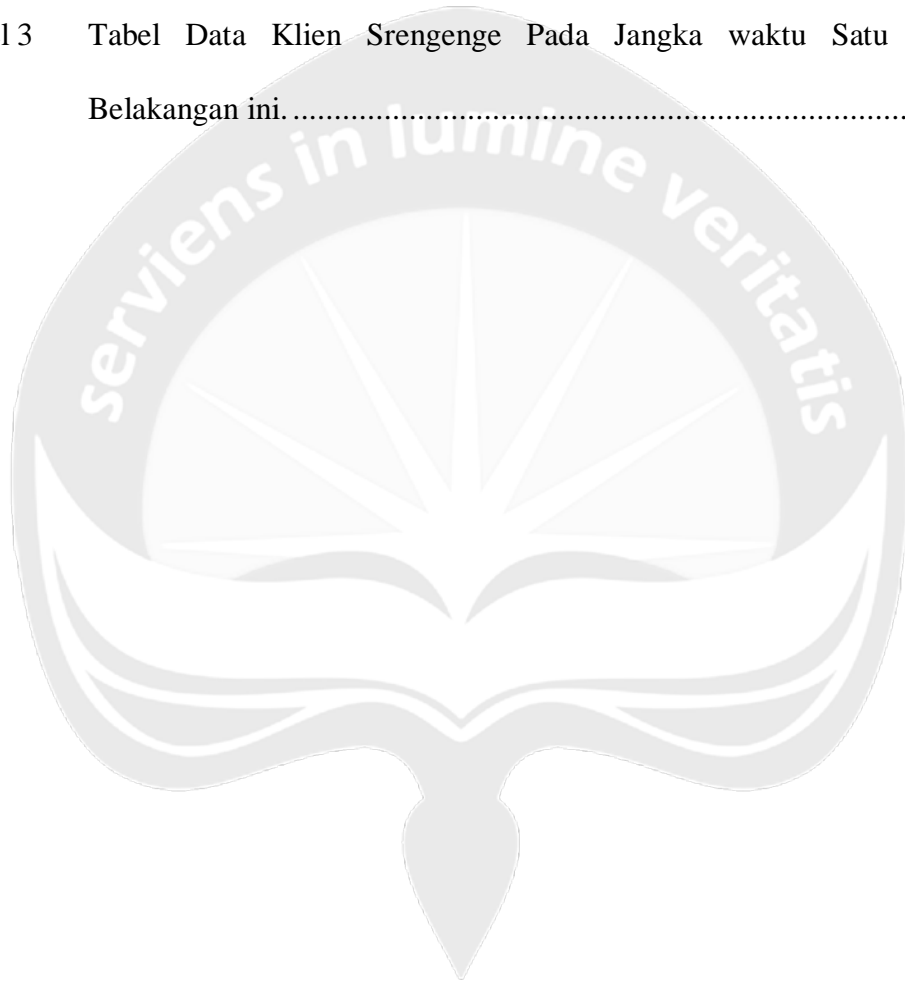 13 Tabel Data Klien Srengenge Pada Jangka waktu Satu
Belakangan ini. ..........................................................................
serviens in lumine veritatis